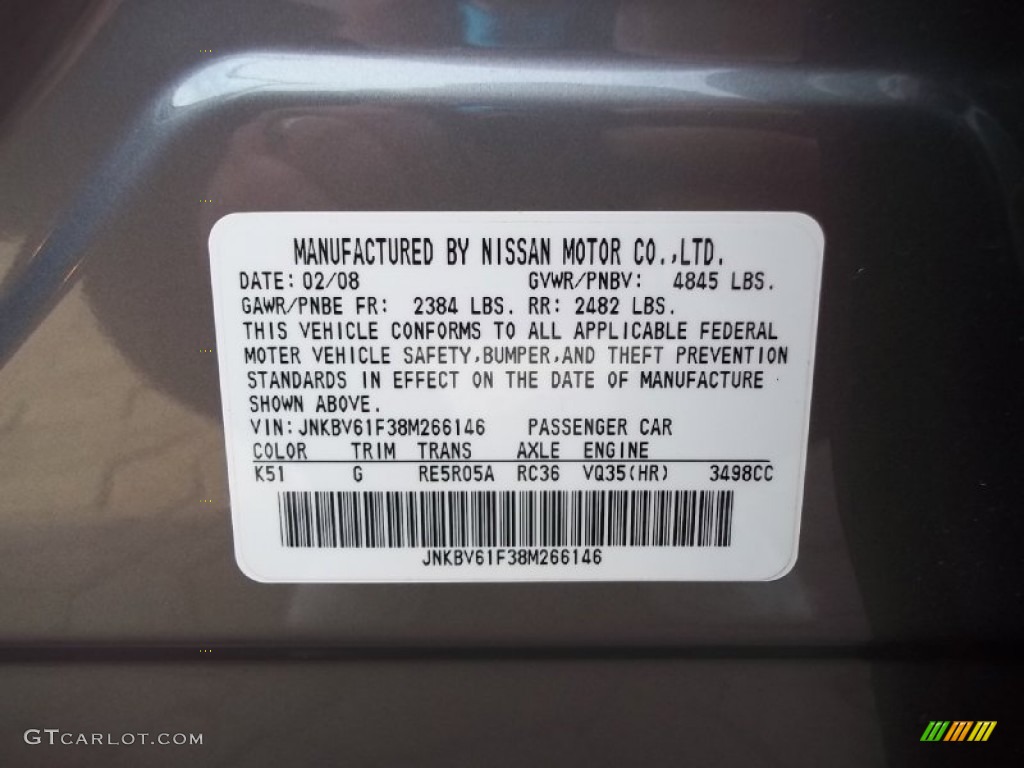 MANUFACTURED BY NISSAN MOTOR CO.,LTD.
DATE: 02/08 GVWR/PNBV: 4845 LBS.
GAWR/PNBE FR: 2384 LBS. RR: 2482 LBS.
THIS VEHICLE CONFORMS TO ALL APPLICABLE FEDERAL
MOTER VEHICLE SAFETY,BUMPER,AND THEFT PREVENTION
STANDARDS IN EFFECT ON THE DATE OF MANUFACTURE
SHOWN ABOVE.
VIN: JNKBV61F38M266146 PASSENGER CAR
COLOR TRIM TRANS AXLE ENGINE
K51 G RE5R05A RC36 VQ35(HR) 3498CC
JNKBV61F38M266146
GTCARLOT.COM